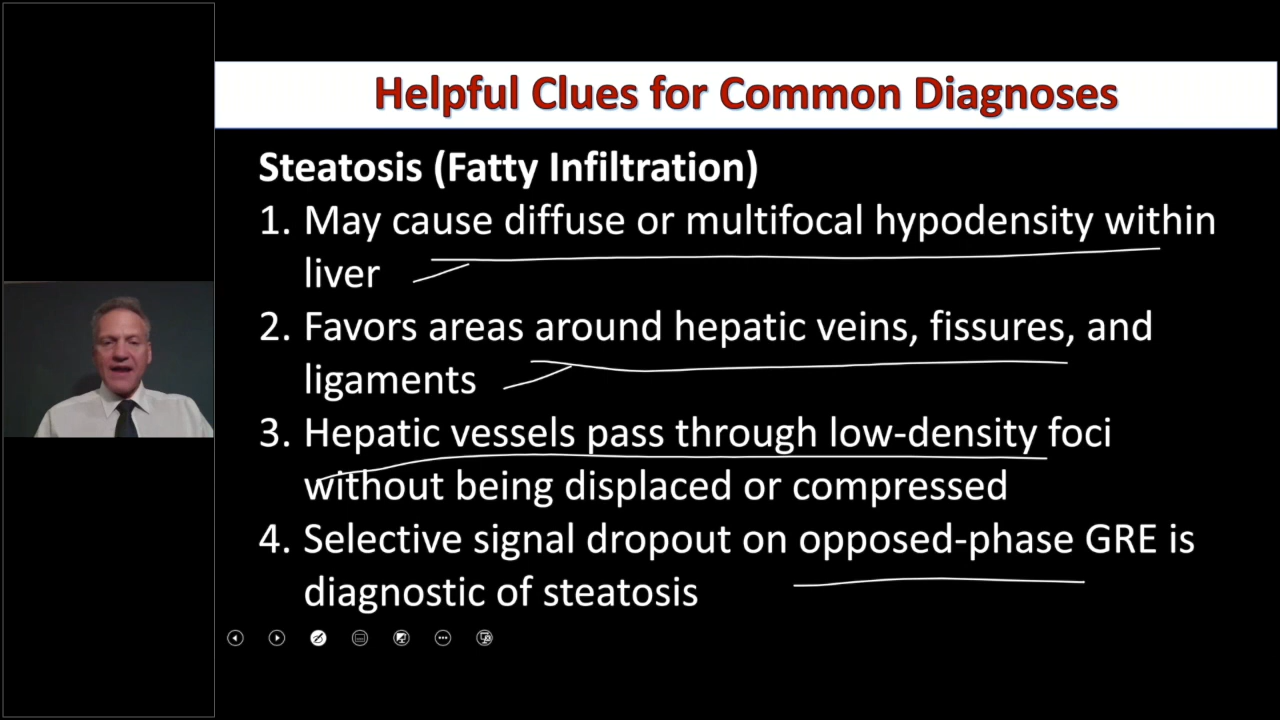 Helpful Clues for Common Diagnoses
Steatosis (Fatty Infiltration)
1. May cause diffuse or multifocal hypodensity within
liver
2. Favors areas around hepatic veins, fissures, and
ligaments
3. Hepatic vessels pass through low-density foci
without being displaced or compressed
4. Selective signal dropout on opposed-phase GRE is
diagnostic of steatosis